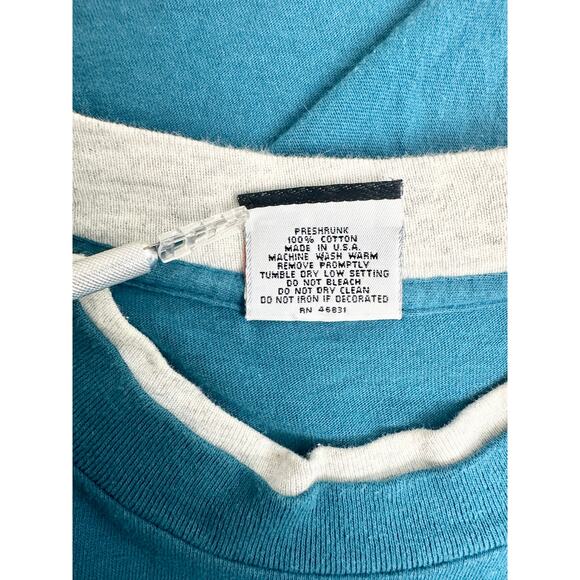 PRESHRUNK
100% COTTON
MADE IN U.S.A.
MACHINE WASH WARM
REMOVE PROMPTLY
TUMBLE DRY LOW SETTING
DO NOT BLEACH
DO NOT DRY CLEAN
DO NOT IRON IF DECORATED
RN 46831